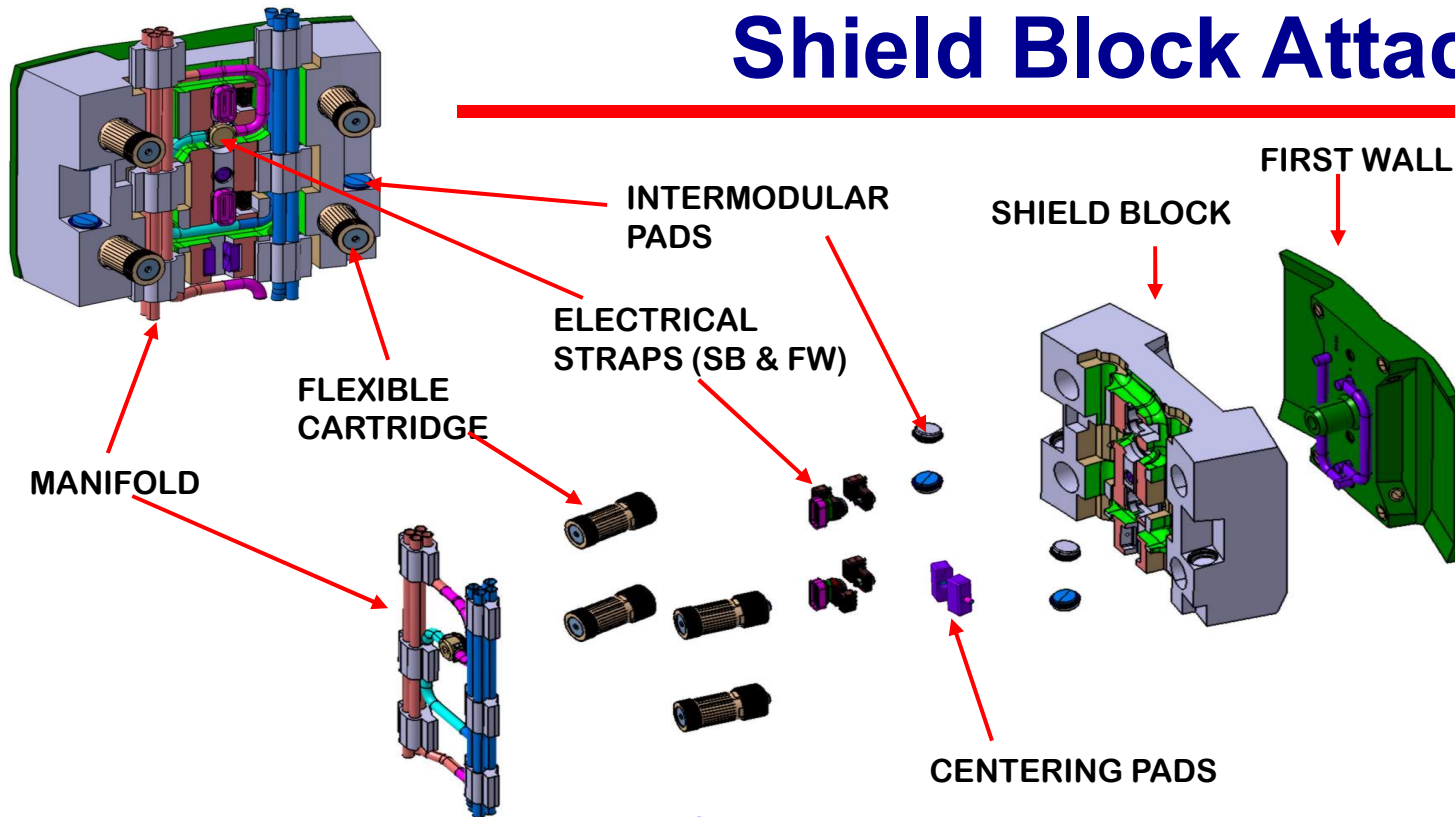 Shield Block Attac
FIRST WALL
INTERMODULAR
PADS
SHIELD BLOCK
ELECTRICAL
STRAPS (SB & FW)
FLEXIBLE
CARTRIDGE
MANIFOLD
CENTERING PADS